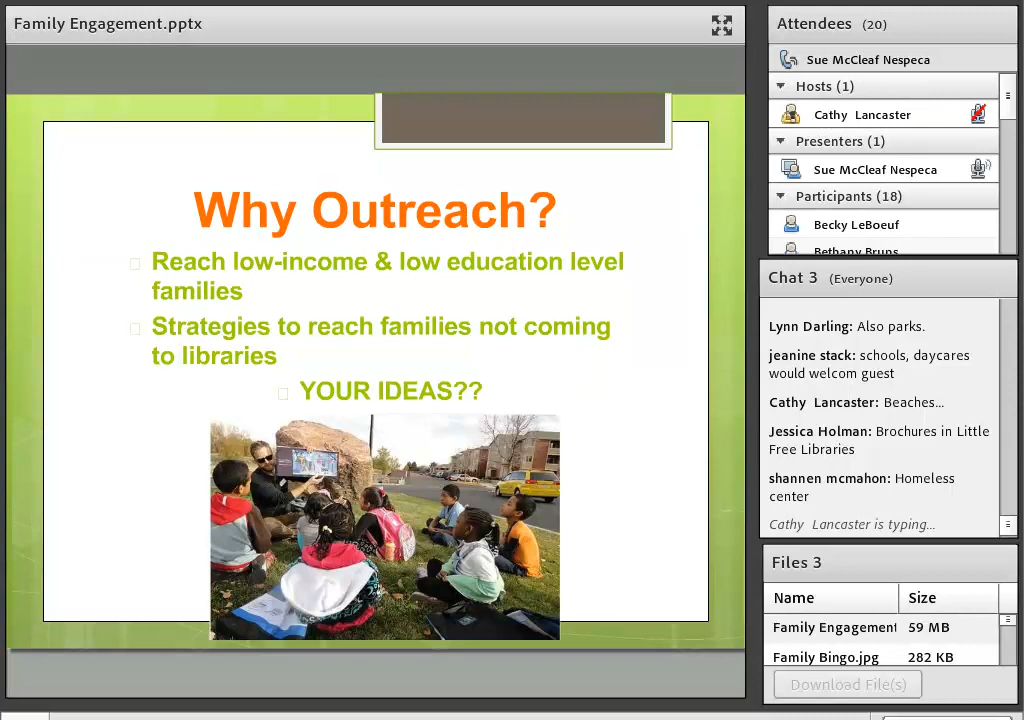 Family Engagement.pptx
Why Outreach?
Reach low-income & low education level
families
Strategies to reach families not coming
to libraries
YOUR IDEAS??
Attendees (20)
Sue McCleaf Nespeca
Hosts (1)
Cathy Lancaster
Presenters (1)
Sue McCleaf Nespeca
Participants (18)
Becky LeBoeuf
Bethany Bruns
Chat 3 (Everyone)
Lynn Darling: Also parks.
jeanine stack: schools, daycares
would welcom guest
Cathy Lancaster: Beaches...
Jessica Holman: Brochures in Little
Free Libraries
shannen mcmahon: Homeless
center
Cathy Lancaster is typing...
Files 3
Name Size
Family Engagement 59 MB
Family Bingo.jpg 282 KB
Download File(s)